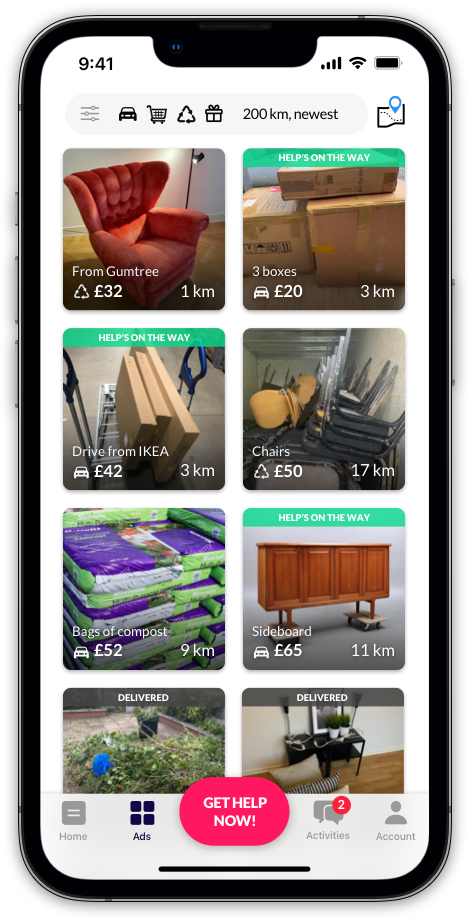 9:41
200 km, newest
From Gumtree
£32 1 km
HELP'S ON THE WAY
3 boxes
£20 3 km
HELP'S ON THE WAY
Drive from IKEA
£42 3 km
Chairs
£50 17 km
Bags of compost
£52 9 km
HELP'S ON THE WAY
Sideboard
£65 11 km
DELIVERED
DELIVERED
GET HELP
NOW!
2
Home
Ads
Activities
Account